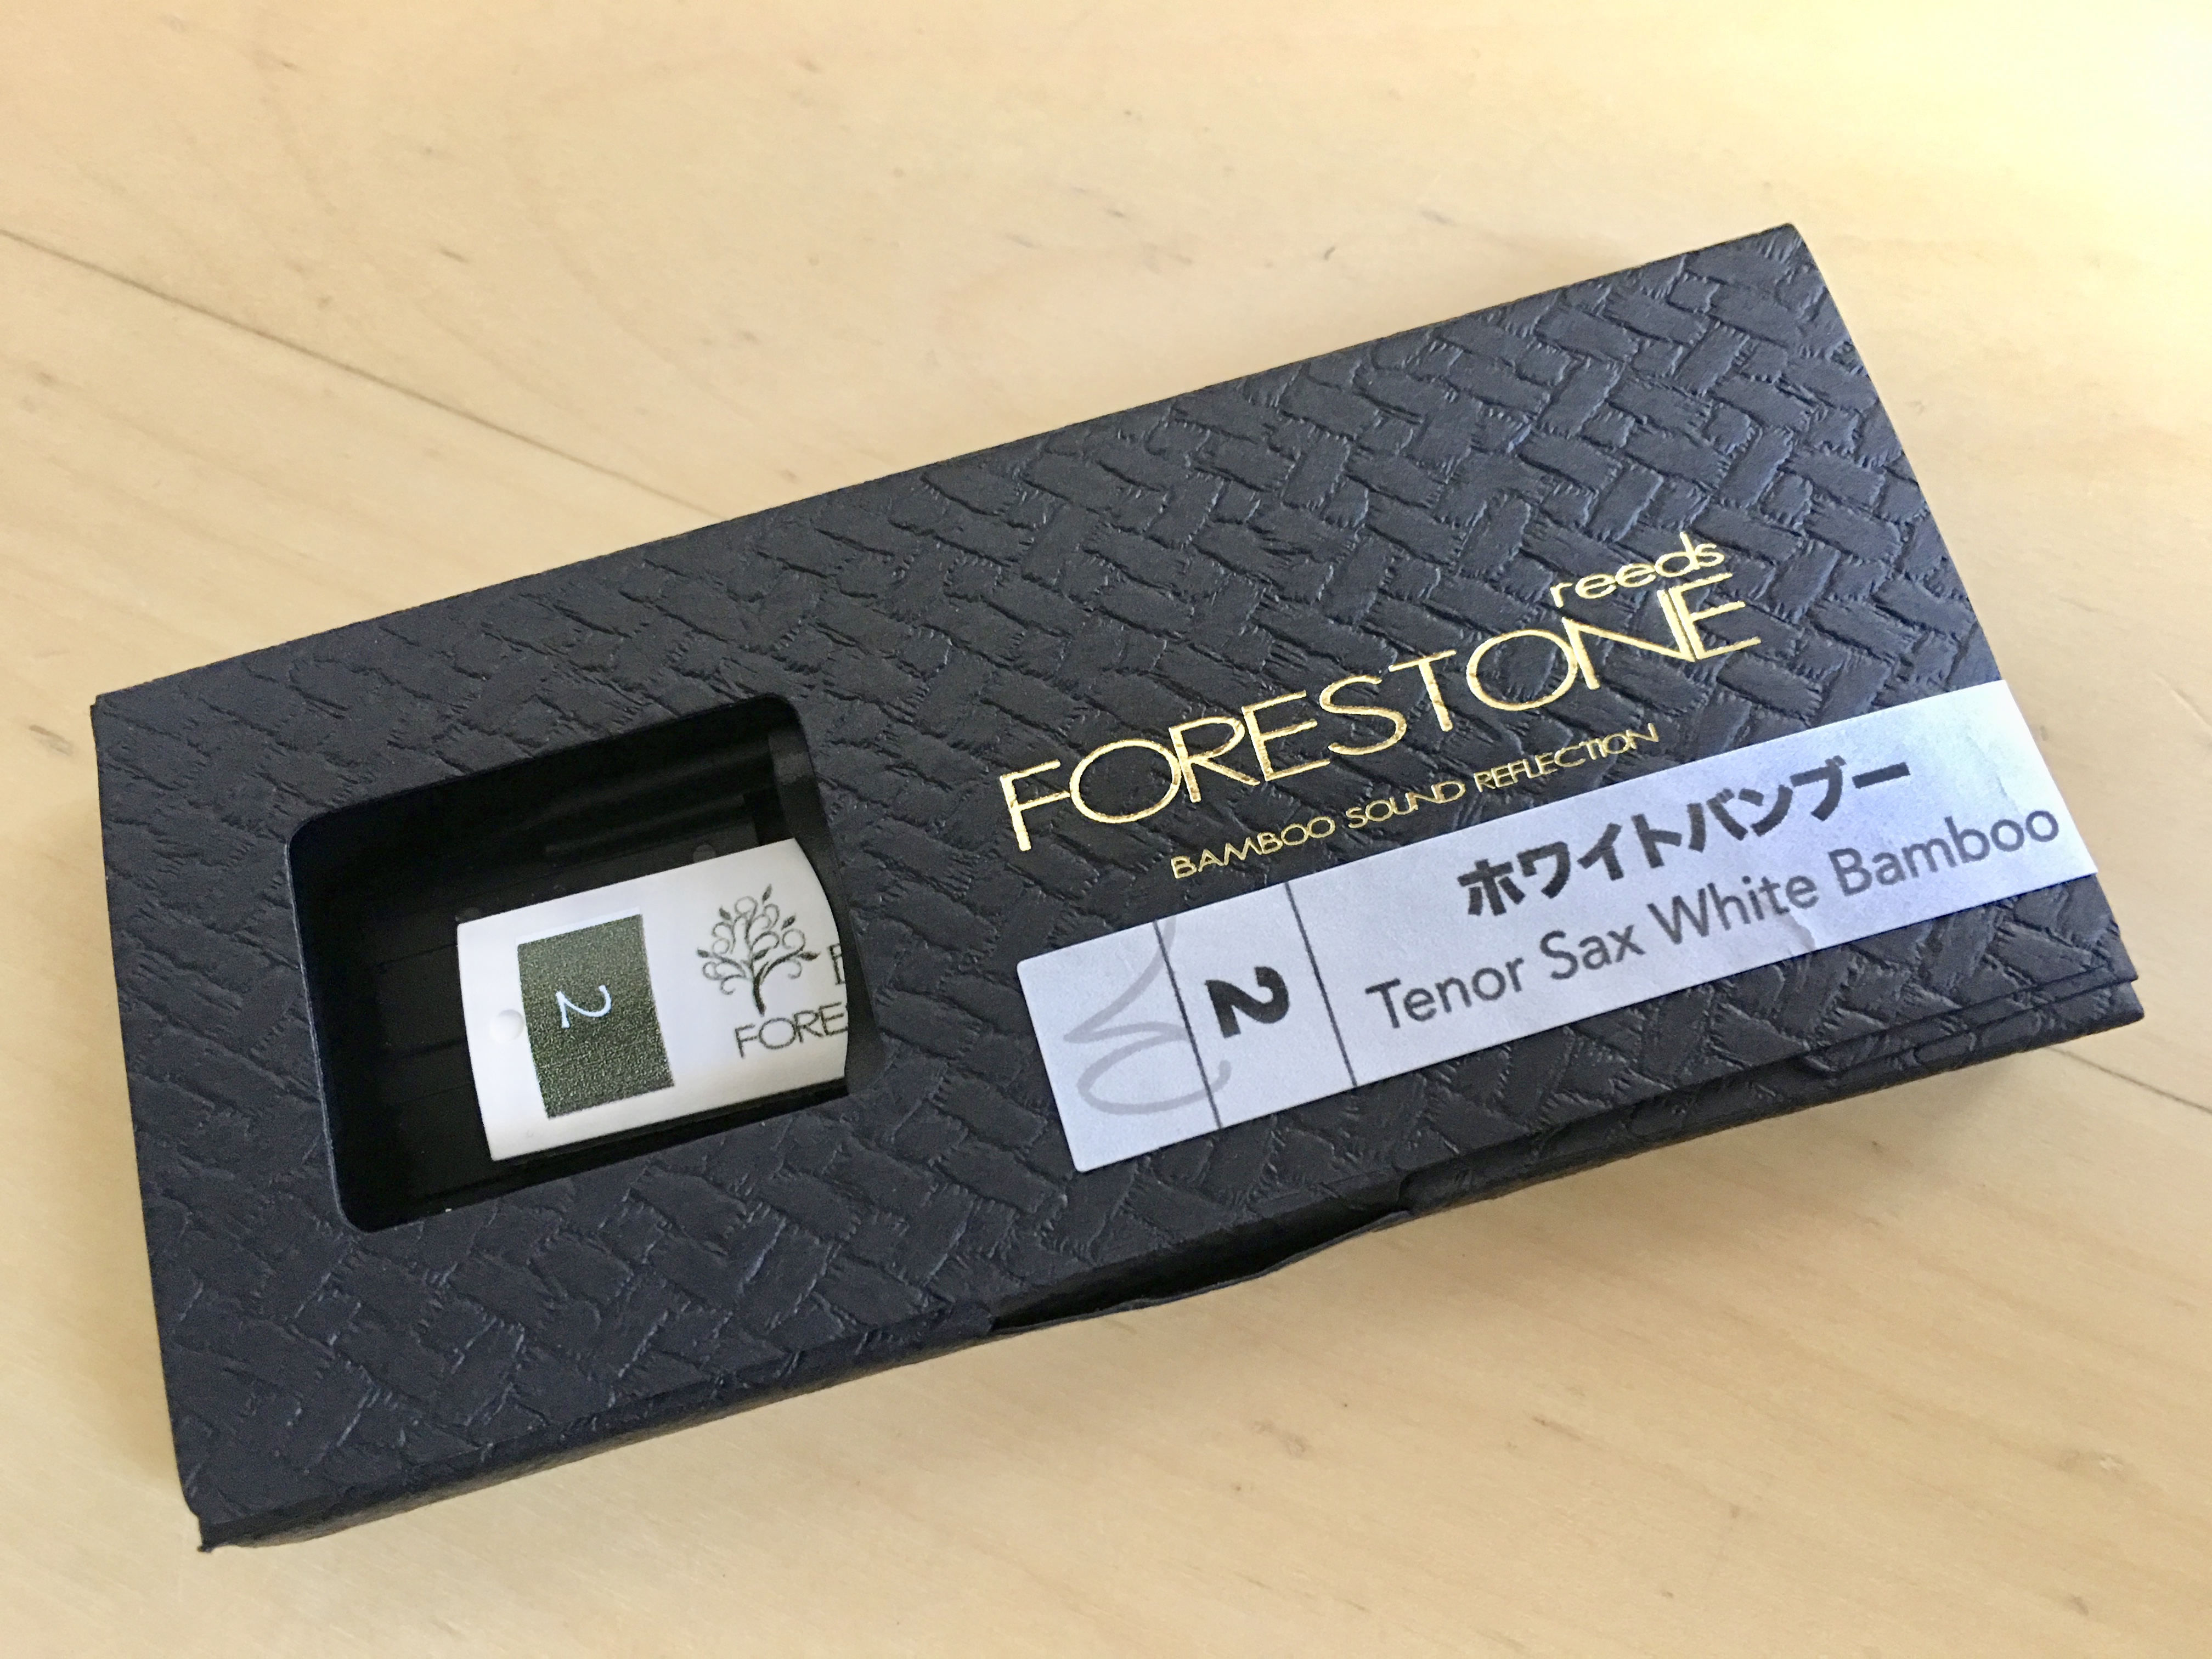 reeds
FORESTONE
BAMBOO SOUND REFLECTION
ホワイトバンブー
2
Tenor Sax White Bamboo
2
FORES